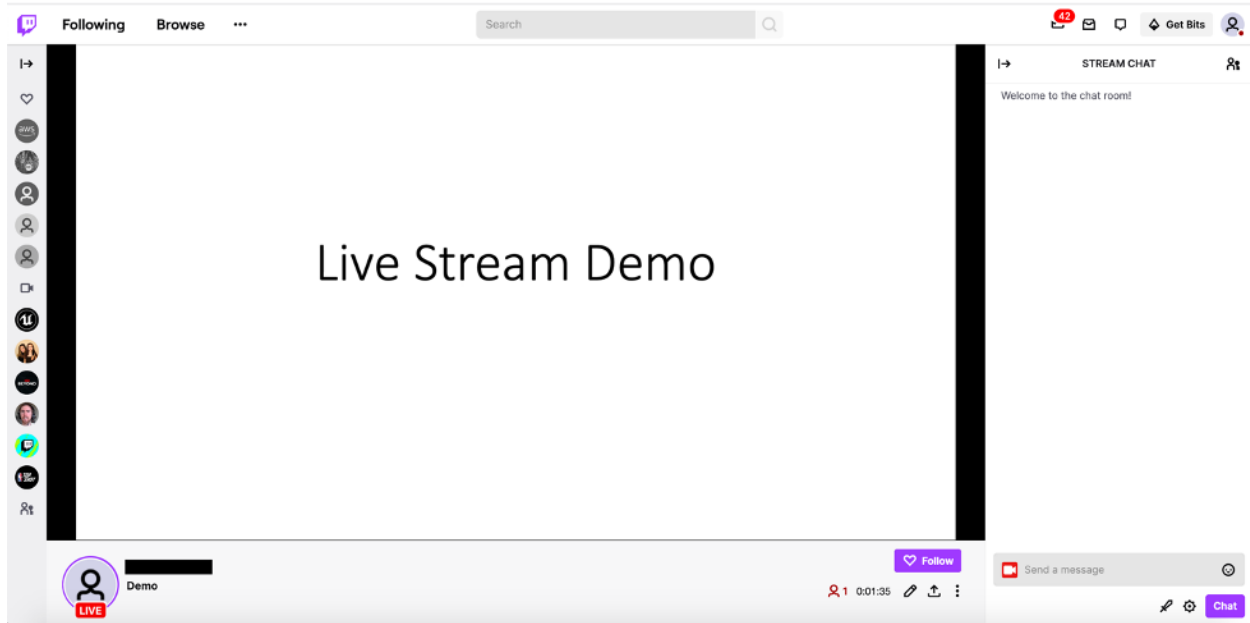 Following Browse
Search
42
Get Bits
STREAM CHAT
Welcome to the chat room!
aws
Live Stream Demo
Demo
LIVE
Follow
1 0:01:35
Send a message
Chat